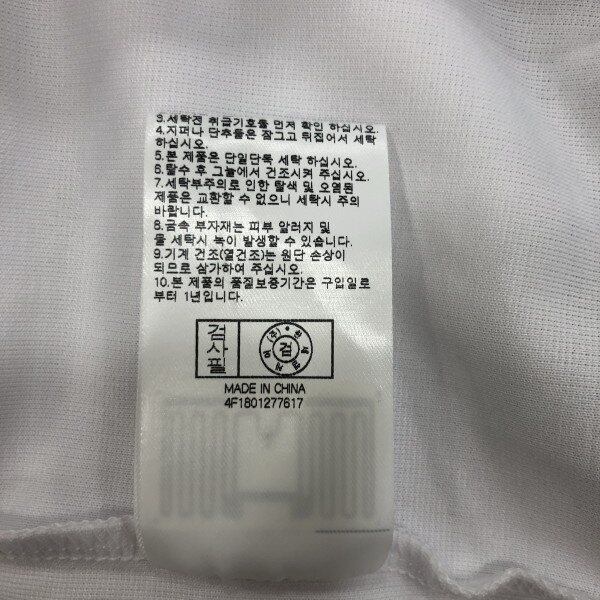 3.세탁전 취급기호를 먼저 확인 하십시오.
4.지퍼나 단추들은 잠그고 뒤집어서 세탁
하십시오.
5.본 제품은 단일단독 세탁 하십시오.
6.탈수 후 그늘에서 건조시켜 주십시오.
7.세탁부주의로 인한 탈색 및 오염된
제품은 교환할 수 없으니 세탁시 주의
바랍니다.
8.금속 부자재는 피부 알러지 및
물 세탁시 녹이 발생할 수 있습니다.
9.기계 건조(열건조)는 원단 손상이
되므로 삼가하여 주십시오.
10.본 제품의 품질보증기간은 구입일로
부터 1년입니다.
검사필
검
MADE IN CHINA
4F1801277617